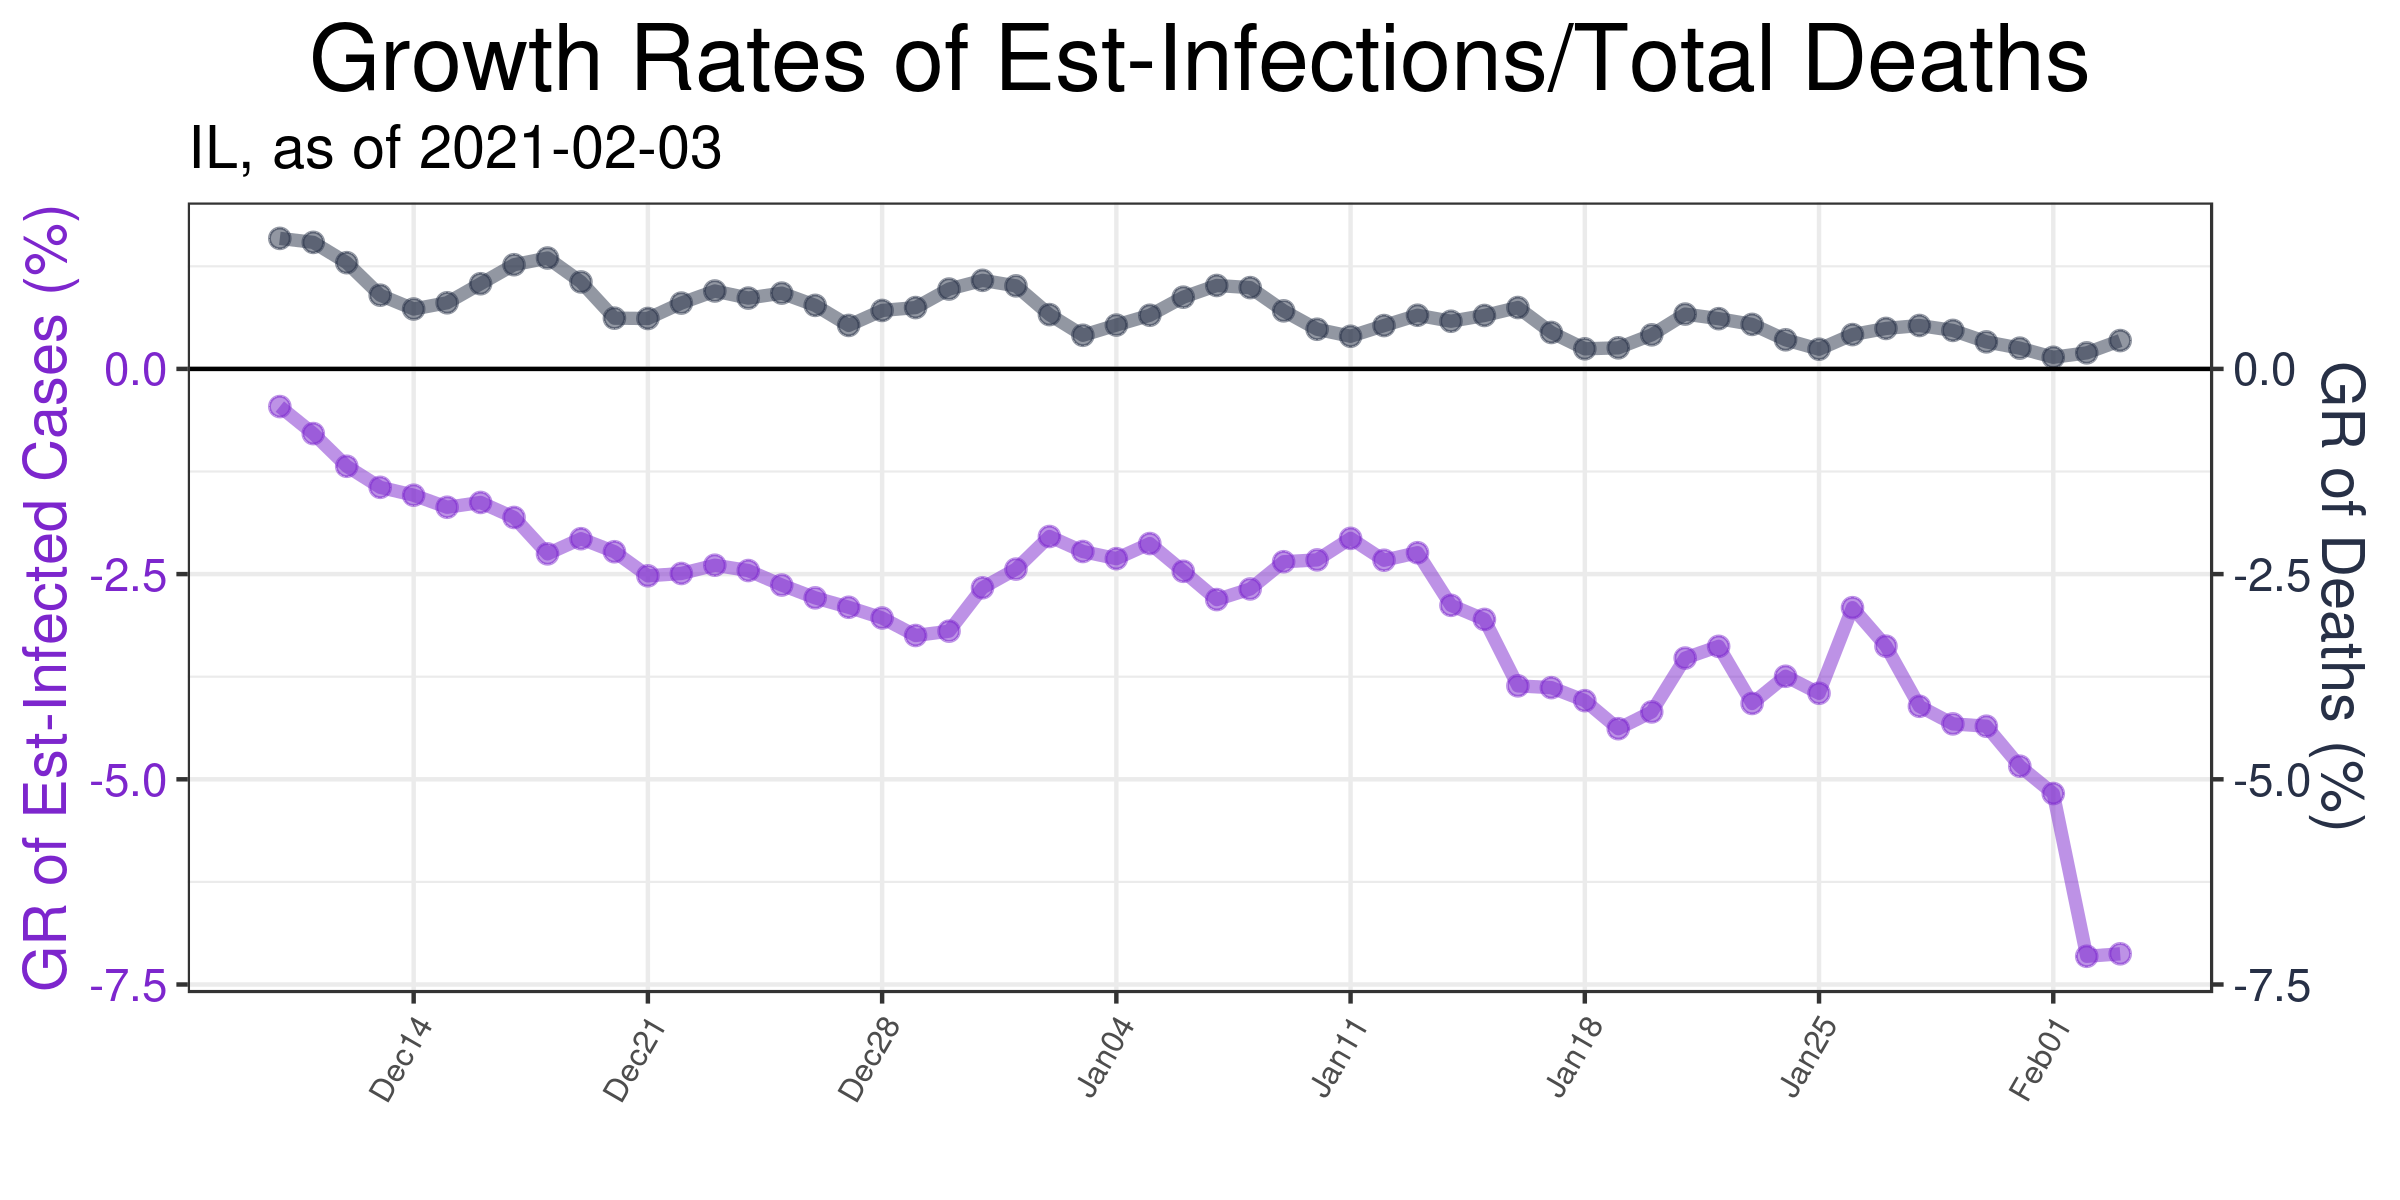 Growth Rates of Est-Infections/Total Deaths
IL, as of 2021-02-03
GR of Est-Infected Cases (%)
0.0
-2.5
-5.0
-7.5
0.0
-2.5
-5.0
-7.5
GR of Deaths (%)
Dec14
Dec21
Dec28
Jan04
Jan11
Jan18
Jan25
Feb01